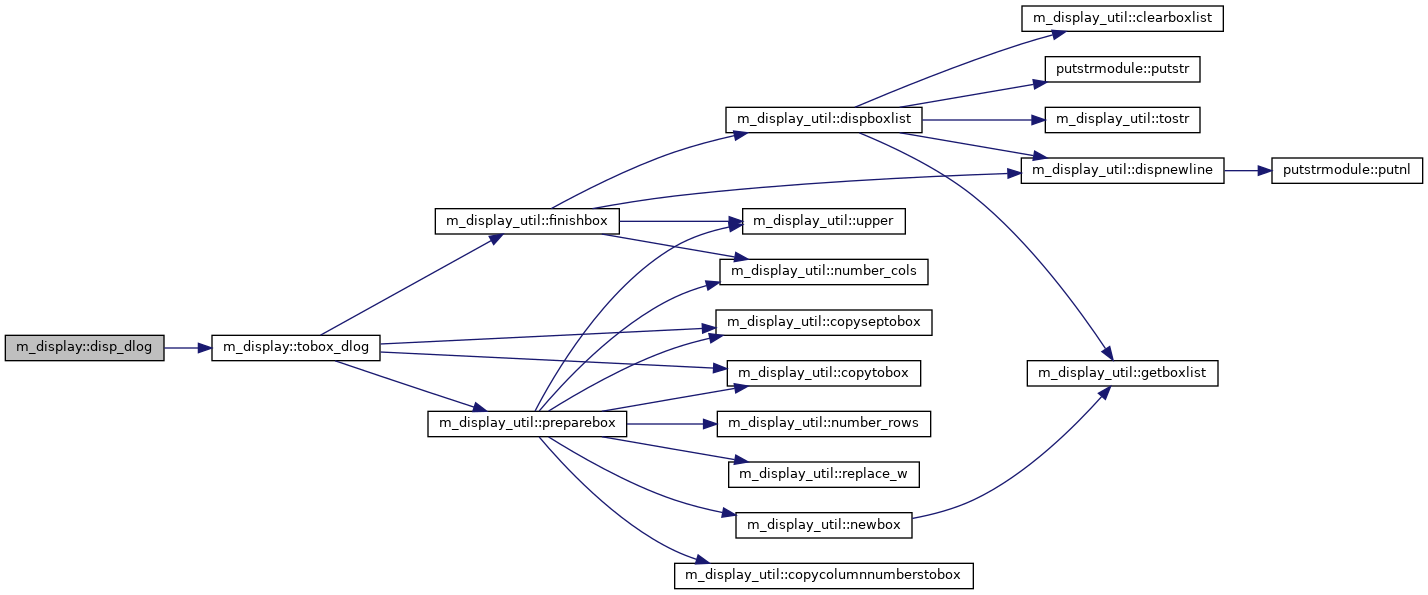 m_display_util::clearboxlist
putstrmodule::putstr
m_display_util::dispboxlist
m_display_util::tostr
m_display_util::dispnewline
putstrmodule::putnl
m_display_util::finishbox
m_display_util::upper
m_display_util::number_cols
m_display_util::copyseptobox
m_display::disp_dlog
m_display::tobox_dlog
m_display_util::copytobox
m_display_util::getboxlist
m_display_util::preparebox
m_display_util::number_rows
m_display_util::replace_w
m_display_util::newbox
m_display_util::copycolumnnumberstobox